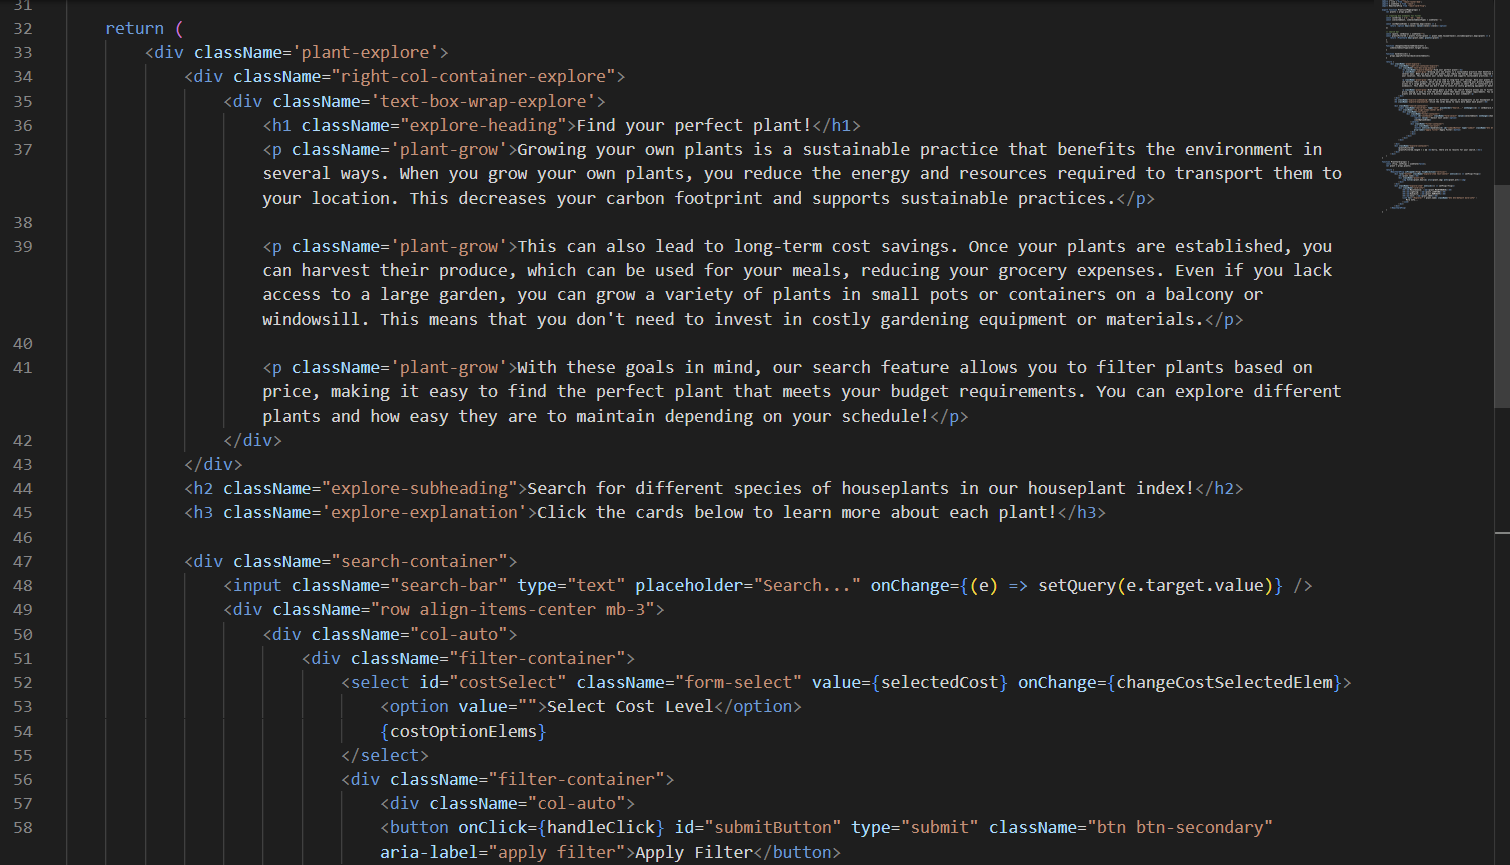 31
32 return (
33 <div className='plant-explore'>
34 <div className="right-col-container-explore">
35 <div className='text-box-wrap-explore'>
36 <h1 className="explore-heading">Find your perfect plant!</h1>
37 <p className='plant-grow'>Growing your own plants is a sustainable practice that benefits the environment in
several ways. When you grow your own plants, you reduce the energy and resources required to transport them to
your location. This decreases your carbon footprint and supports sustainable practices.</p>
38
39 <p className='plant-grow'>This can also lead to long-term cost savings. Once your plants are established, you
can harvest their produce, which can be used for your meals, reducing your grocery expenses. Even if you lack
access to a large garden, you can grow a variety of plants in small pots or containers on a balcony or
windowsill. This means that you don't need to invest in costly gardening equipment or materials.</p>
40
41 <p className='plant-grow'>With these goals in mind, our search feature allows you to filter plants based on
price, making it easy to find the perfect plant that meets your budget requirements. You can explore different
plants and how easy they are to maintain depending on your schedule!</p>
42 </div>
43 </div>
44 <h2 className="explore-subheading">Search for different species of houseplants in our houseplant index!</h2>
45 <h3 className='explore-explanation'>Click the cards below to learn more about each plant!</h3>
46
47 <div className="search-container">
48 <input className="search-bar" type="text" placeholder="Search..." onChange={(e) => setQuery(e.target.value)} />
49 <div className="row align-items-center mb-3">
50 <div className="col-auto">
51 <div className="filter-container">
52 <select id="costSelect" className="form-select" value={selectedCost} onChange={changeCostSelectedElem}>
53 <option value="">Select Cost Level</option>
54 {costOptionElems}
55 </select>
56 <div className="filter-container">
57 <div className="col-auto">
58 <button onClick={handleClick} id="submitButton" type="submit" className="btn btn-secondary"
aria-label="apply filter">Apply Filter</button>